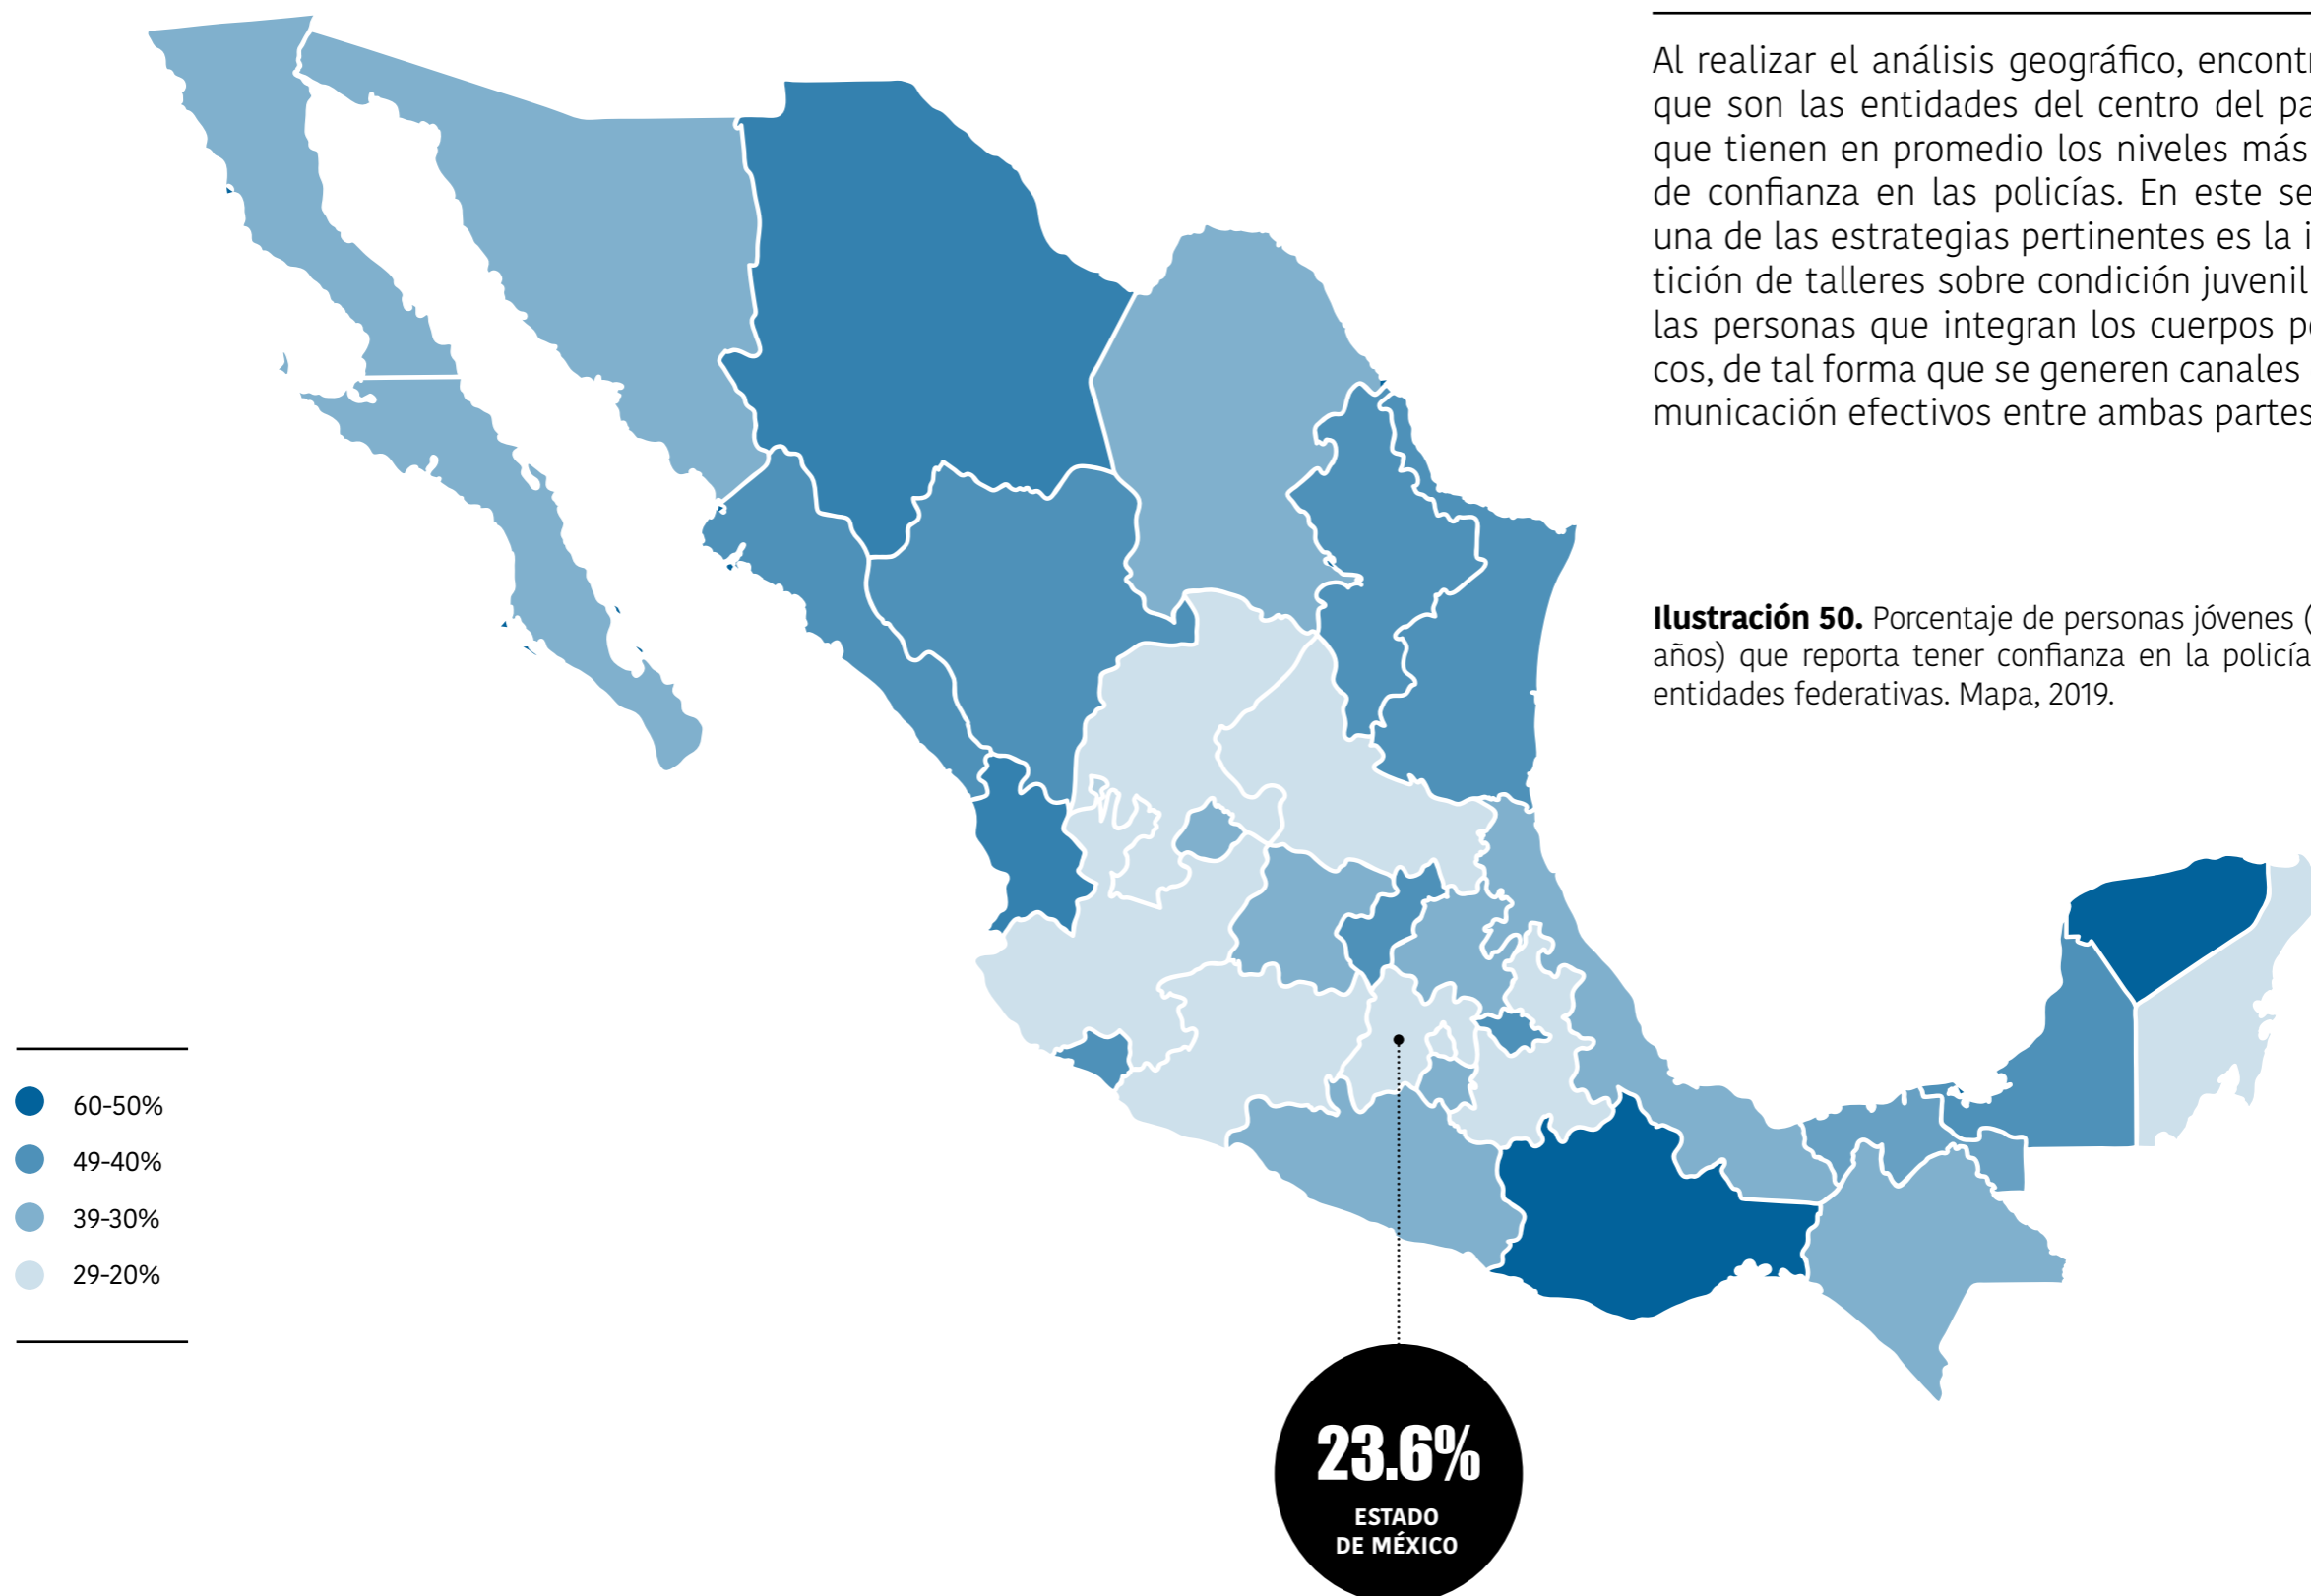 Al realizar el análisis geográfico,
que son las entidades del centro del
que tienen en promedio los niveles más
de confianza en las policías. En este
una de las estrategias pertinentes es la
tición de talleres sobre condición juvenil
las personas que integran los cuerpos
cos, de tal forma que se generen canales
municación efectivos entre ambas partes
Ilustración 50. Porcentaje de personas jóvenes (
años) que reporta tener confianza en la policía
entidades federativas. Mapa, 2019.
60-50%
49-40%
39-30%
29-20%
23.6%
ESTADO
DE MÉXICO